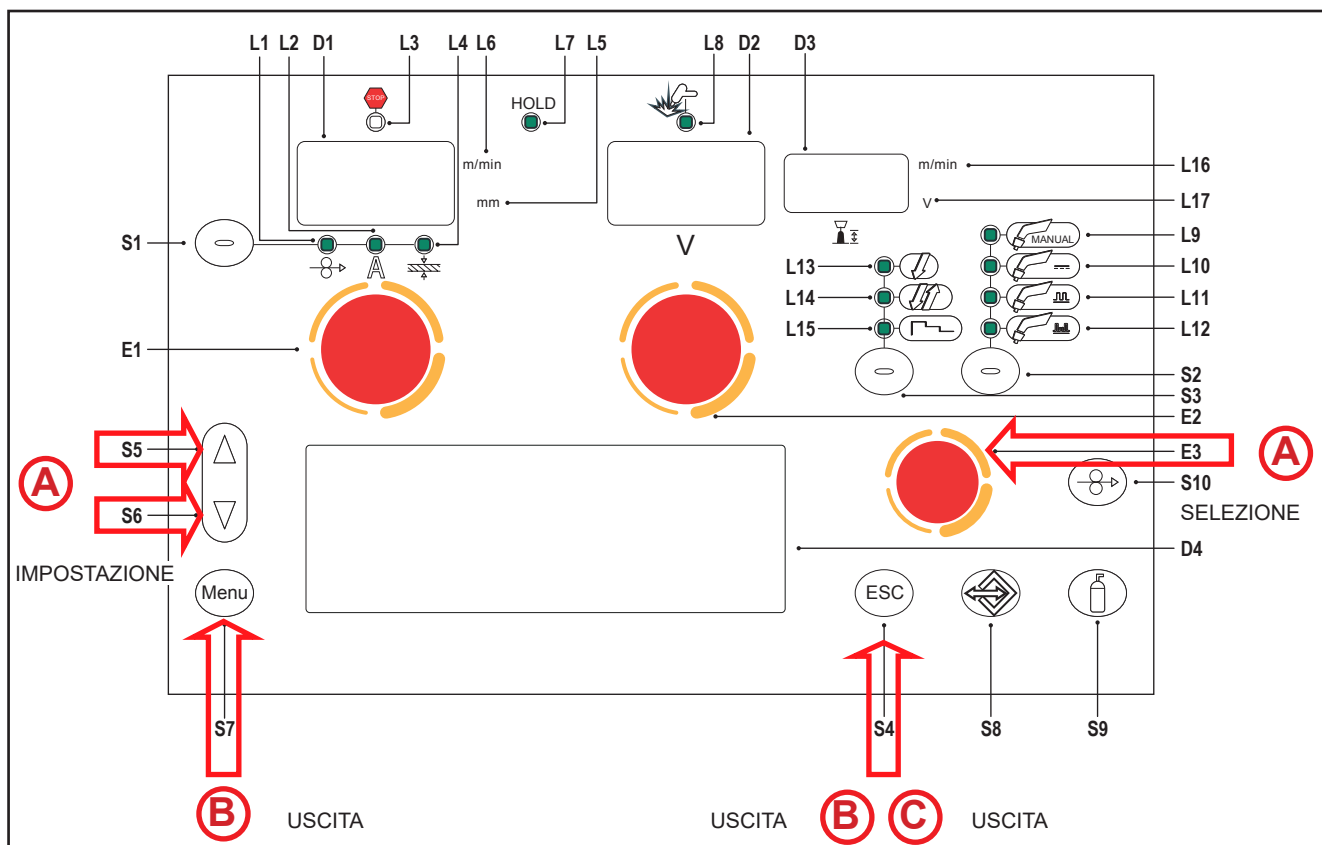 L1 L2 D1 L3 L4 L6 L7 L5 L8 D2 D3
STOP
HOLD
m/min
m/min
L16
mm
V
L17
S1
MANUAL
L9
A
V
L13
L10
L14
L11
L15
L12
E1
S2
S3
E2
S5
E3
A
A
S10
S6
SELEZIONE
D4
IMPOSTAZIONE
Menu
ESC
S7
S4
S8
S9
B
USCITA
USCITA
B
C
USCITA